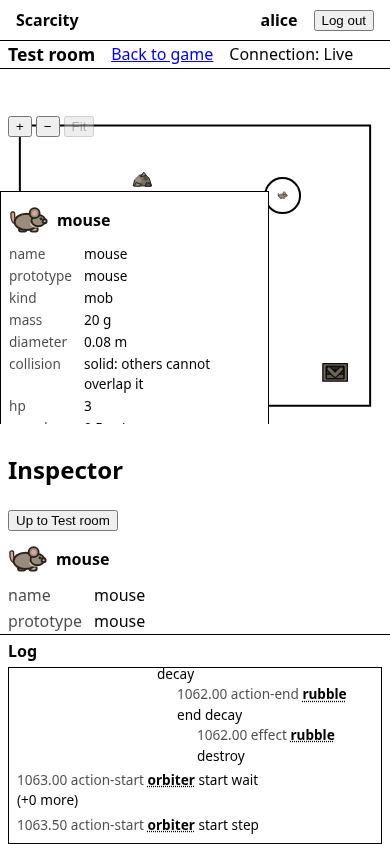 Scarcity
alice
Log out
Test room
Back to game
Connection: Live
+
−
Fit
mouse
name mouse
prototype mouse
kind mob
mass 20 g
diameter 0.08 m
collision solid: others cannot
overlap it
hp 3
Inspector
Up to Test room
mouse
name mouse
prototype mouse
Log
decay
1062.00 action-end rubble
end decay
1062.00 effect rubble
destroy
1063.00 action-start orbiter start wait
(+0 more)
1063.50 action-start orbiter start step